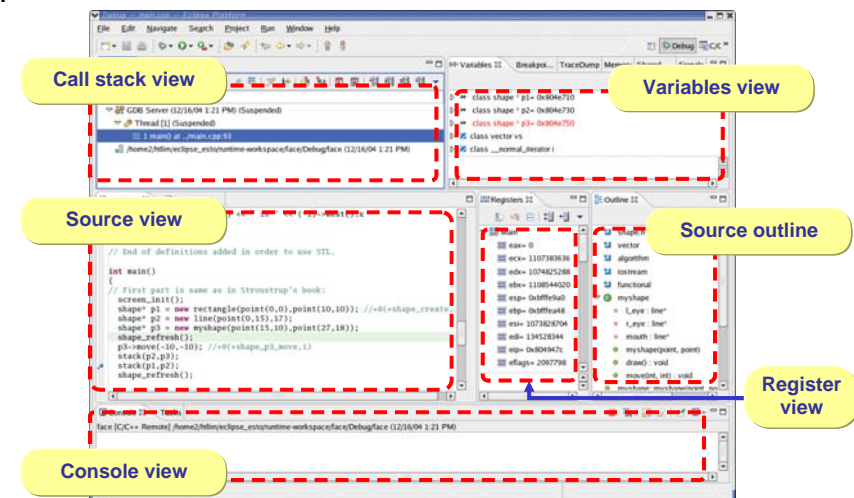 Debug - main.cpp - Eclipse Platform
File Edit Navigate Search Project Run Window Help
Debug C/C
Variables Breakpoi... TraceDump
Call stack view
Variables view
GDB Server (12/16/04 1:21 PM) (Suspended)
Thread [1] (Suspended)
1 main() at ../main.cpp:93
/home2/htlim/eclipse_esto/runtime-workspace/face/Debug/face (12/16/04 1:21 PM)
class shape * p1= 0x804e710
class shape * p2= 0x804e730
class shape * p3= 0x804e750
class vector vs
class __normal_iterator i
Registers
Outline
Source view
Source outline
// End of definitions added in order to use STL.
int main()
{
// First part is same as in Stroustrup's book:
screen_init();
shape* p1 = new rectangle(point(0,0),point(10,10)); //+@(+shape_create,
shape* p2 = new line(point(0,15),17);
shape* p3 = new myshape(point(15,10),point(27,18));
shape_refresh();
p3->move(-10,-10); //+@(+shape_p3_move,1)
stack(p2,p3);
stack(p1,p2);
shape_refresh();
Main
eax= 0
ecx= 1107383636
edx= 1074825288
ebx= 1108544020
esp= 0xbfffe9a0
ebp= 0xbfffea48
esi= 1073828704
edi= 134528344
eip= 0x804947c
eflags= 2097798
vector
algorithm
iostream
functional
myshape
l_eye : line*
r_eye : line*
mouth : line*
myshape(point, point)
draw() : void
move(int, int) : void
Register
view
Console Tasks
face [C/C++ Remote] /home2/htlim/eclipse_esto/runtime-workspace/face/Debug/face (12/16/04 1:21 PM)
Console view